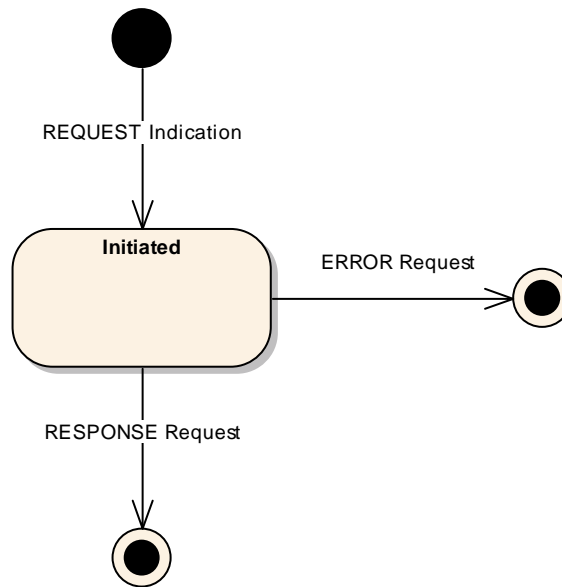 REQUEST Indication
Initiated
ERROR Request
RESPONSE Request